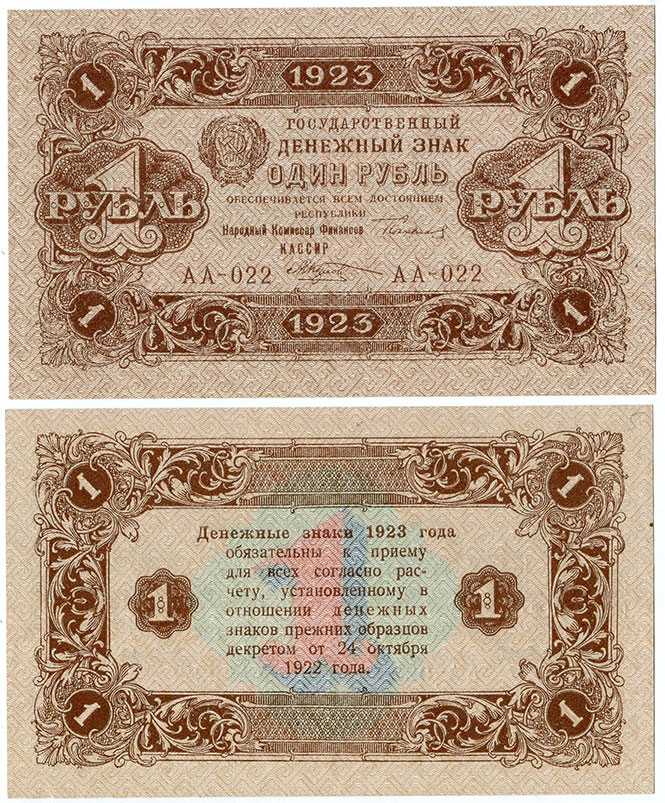 1 1923 1
ГОСУДАРСТВЕННЫЙ
ДЕНЕЖНЫЙ ЗНАК
ОДИН РУБЛЬ
1 РУБЛЬ
1 РУБЛЬ
ОБЕСПЕЧИВАЕТСЯ ВСЕМ ДОСТОЯНИЕМ
РЕСПУБЛИКИ
Народный Комиссар Финансов
КАССИР
АА-022 АА-022
1 1923 1
1 1
Денежные знаки 1923 года
обязательны к приему
для всех согласно рас-
чету, установленному в
отношении денежных
знаков прежних образцов
декретом от 24 октября
1922 года.
1
1
1
1 1